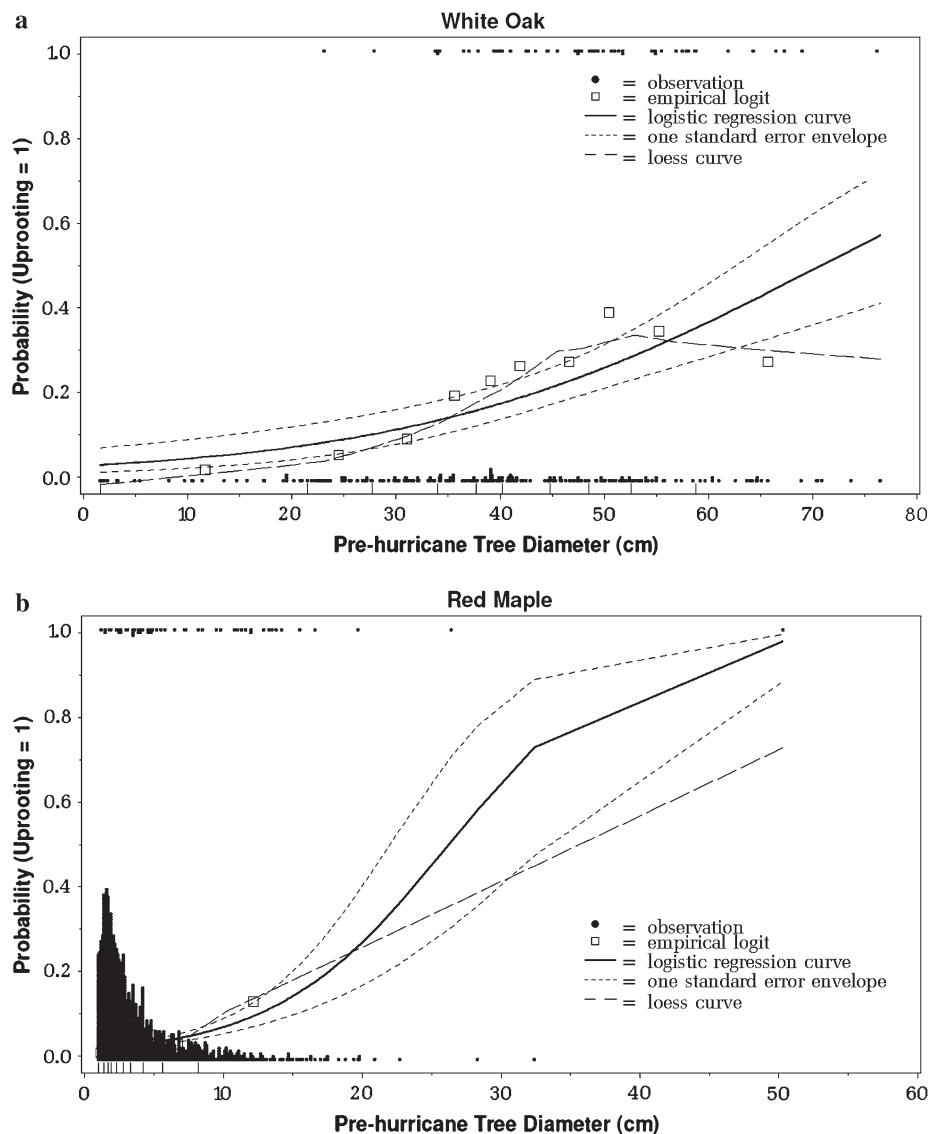 a
White Oak
1.0
0.8
0.6
0.4
0.2
0.0
Probability (Uprooting = 1)
= observation
= empirical logit
= logistic regression curve
= one standard error envelope
= loess curve
0 10 20 30 40 50 60 70 80
Pre-hurricane Tree Diameter (cm)
b
Red Maple
1.0
0.8
0.6
0.4
0.2
0.0
Probability (Uprooting = 1)
= observation
= empirical logit
= logistic regression curve
= one standard error envelope
= loess curve
0 10 20 30 40 50 60
Pre-hurricane Tree Diameter (cm)